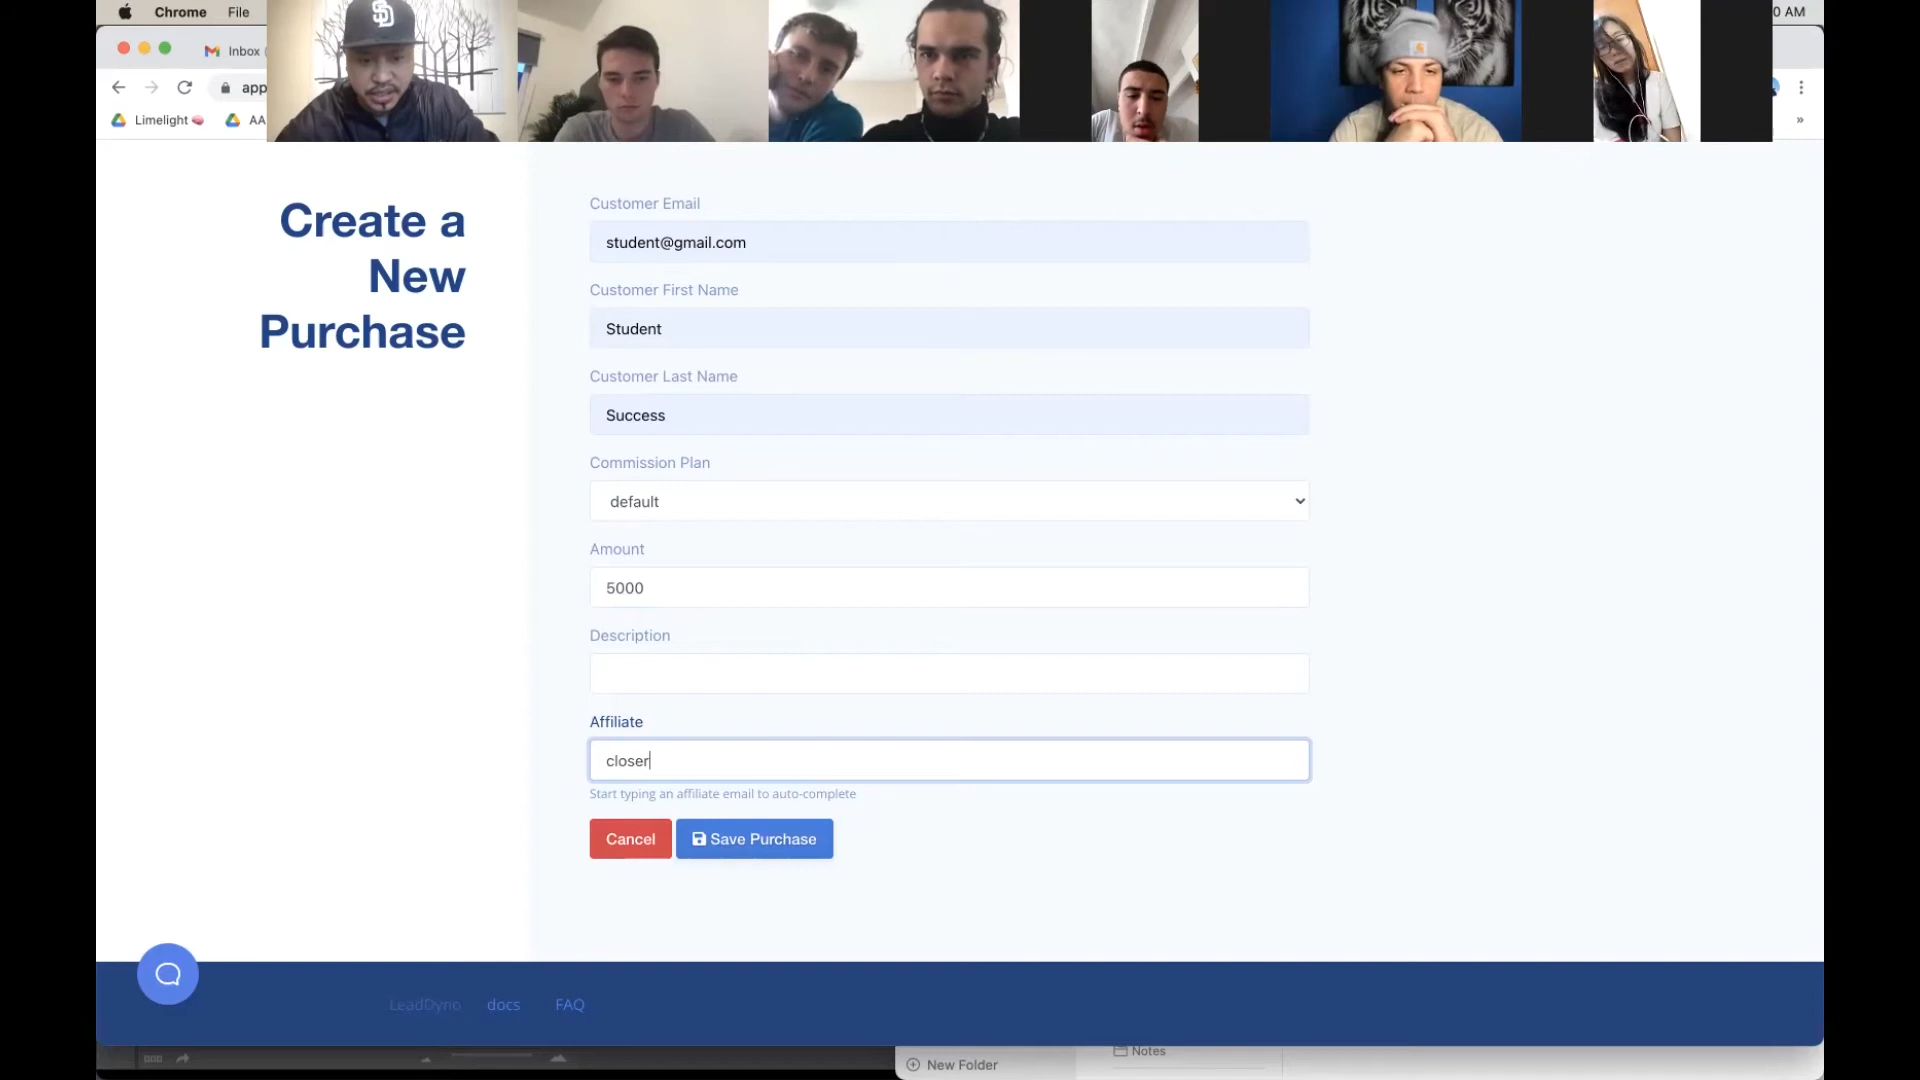 Chrome File
0 AM
Inbox
app
Limelight
AA
»
SD
Create a
New
Purchase
Customer Email
student@gmail.com
Customer First Name
Student
Customer Last Name
Success
Commission Plan
default
Amount
5000
Description
Affiliate
closer
Start typing an affiliate email to auto-complete
Cancel Save Purchase
LeadDyno docs FAQ
New Folder
Notes